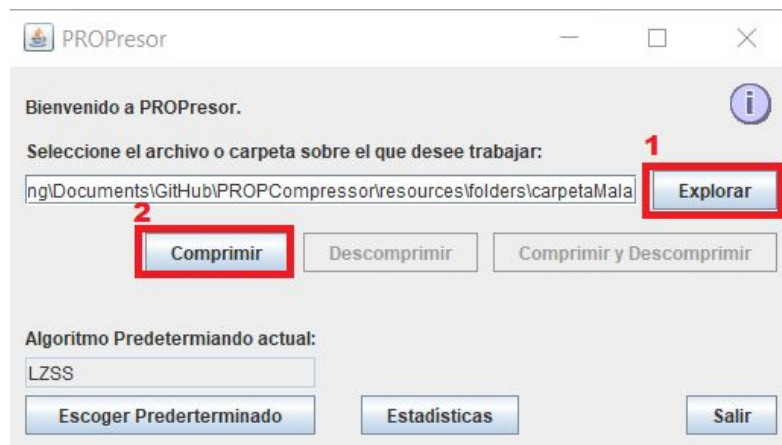 PROPresor
Bienvenido a PROPresor.
i
Seleccione el archivo o carpeta sobre el que desee trabajar:
1
ng\Documents\GitHub\PROPCompressor\resources\folders\carpetaMala
Explorar
2
Comprimir
Descomprimir
Comprimir y Descomprimir
Algoritmo Predetermiando actual:
LZSS
Escoger Prederterminado
Estadísticas
Salir